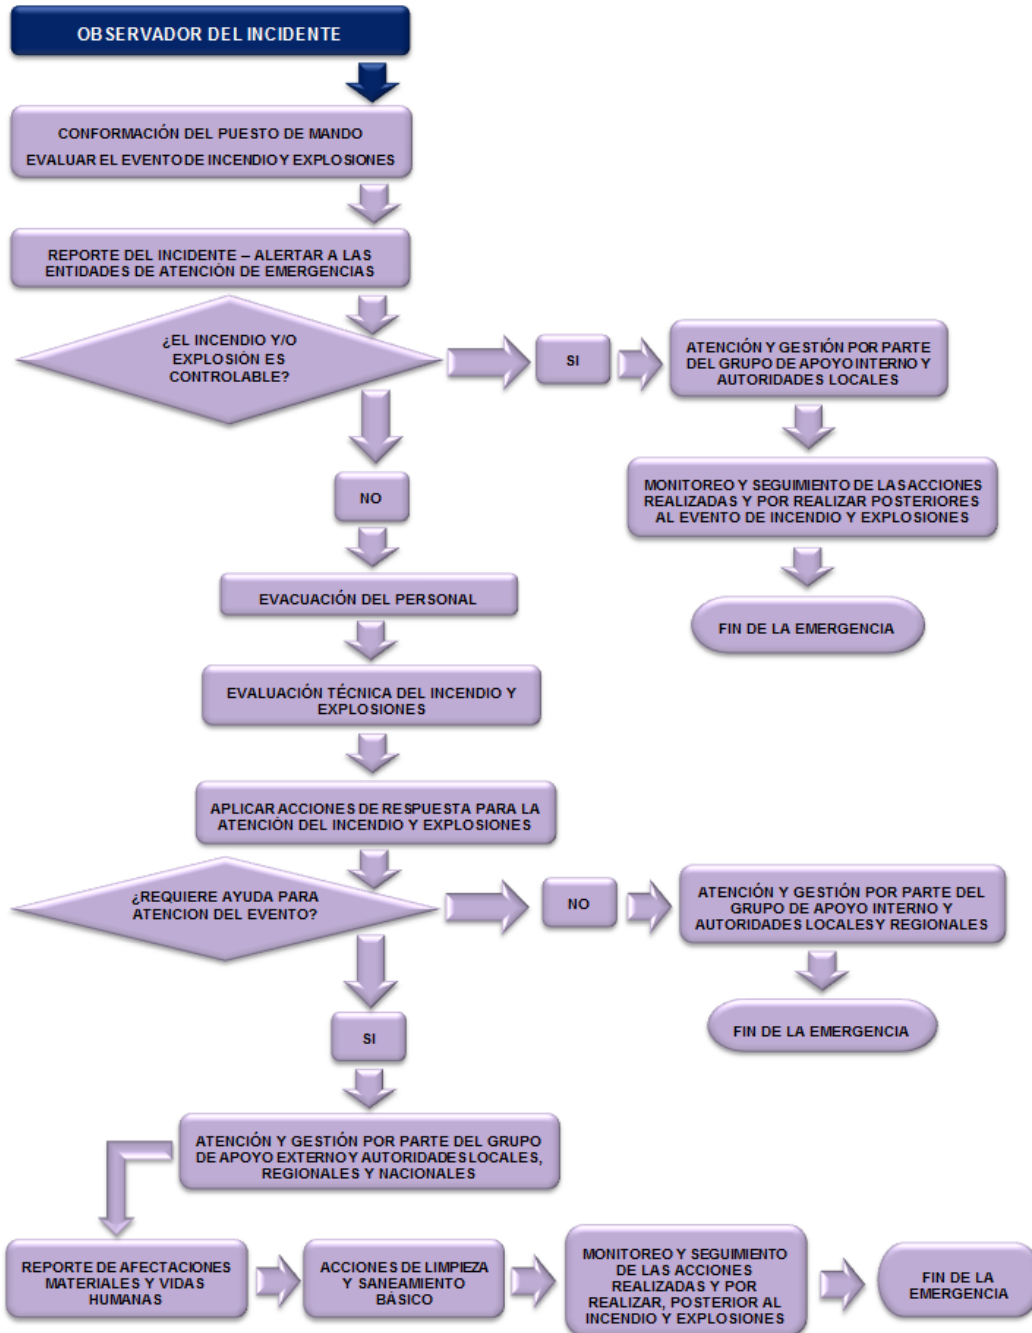 OBSERVADOR DEL INCIDENTE
CONFORMACIÓN DEL PUESTO DE MANDO
EVALUAR EL EVENTO DE INCENDIO Y EXPLOSIONES
REPORTE DEL INCIDENTE – ALERTAR A LAS
ENTIDADES DE ATENCIÓN DE EMERGENCIAS
¿EL INCENDIO Y/O
EXPLOSIÓN ES
CONTROLABLE?
SI
ATENCIÓN Y GESTIÓN POR PARTE
DEL GRUPO DE APOYO INTERNO Y
AUTORIDADES LOCALES
MONITOREO Y SEGUIMIENTO DE LAS ACCIONES
REALIZADAS Y POR REALIZAR POSTERIORES
AL EVENTO DE INCENDIO Y EXPLOSIONES
FIN DE LA EMERGENCIA
NO
EVACUACIÓN DEL PERSONAL
EVALUACIÓN TÉCNICA DEL INCENDIO Y
EXPLOSIONES
APLICAR ACCIONES DE RESPUESTA PARA LA
ATENCIÓN DEL INCENDIO Y EXPLOSIONES
¿REQUIERE AYUDA PARA
ATENCION DEL EVENTO?
NO
ATENCIÓN Y GESTIÓN POR PARTE DEL
GRUPO DE APOYO INTERNO Y
AUTORIDADES LOCALES Y REGIONALES
FIN DE LA EMERGENCIA
SI
ATENCIÓN Y GESTIÓN POR PARTE DEL GRUPO
DE APOYO EXTERNO Y AUTORIDADES LOCALES,
REGIONALES Y NACIONALES
REPORTE DE AFECTACIONES
MATERIALES Y VIDAS
HUMANAS
ACCIONES DE LIMPIEZA
Y SANEAMIENTO
BÁSICO
MONITOREO Y SEGUIMIENTO
DE LAS ACCIONES
REALIZADAS Y POR
REALIZAR, POSTERIOR AL
INCENDIO Y EXPLOSIONES
FIN DE LA
EMERGENCIA